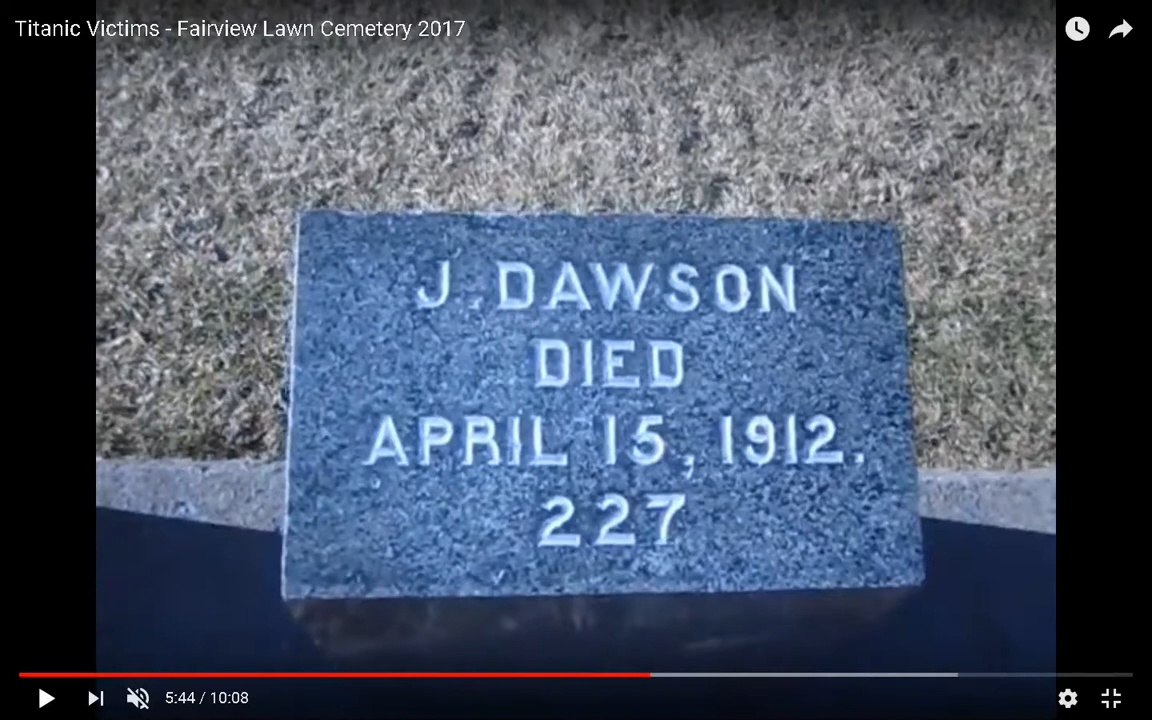 Titanic Victims - Fairview Lawn Cemetery 2017
J. DAWSON
DIED
APRIL 15, 1912.
227
5:44 / 10:08